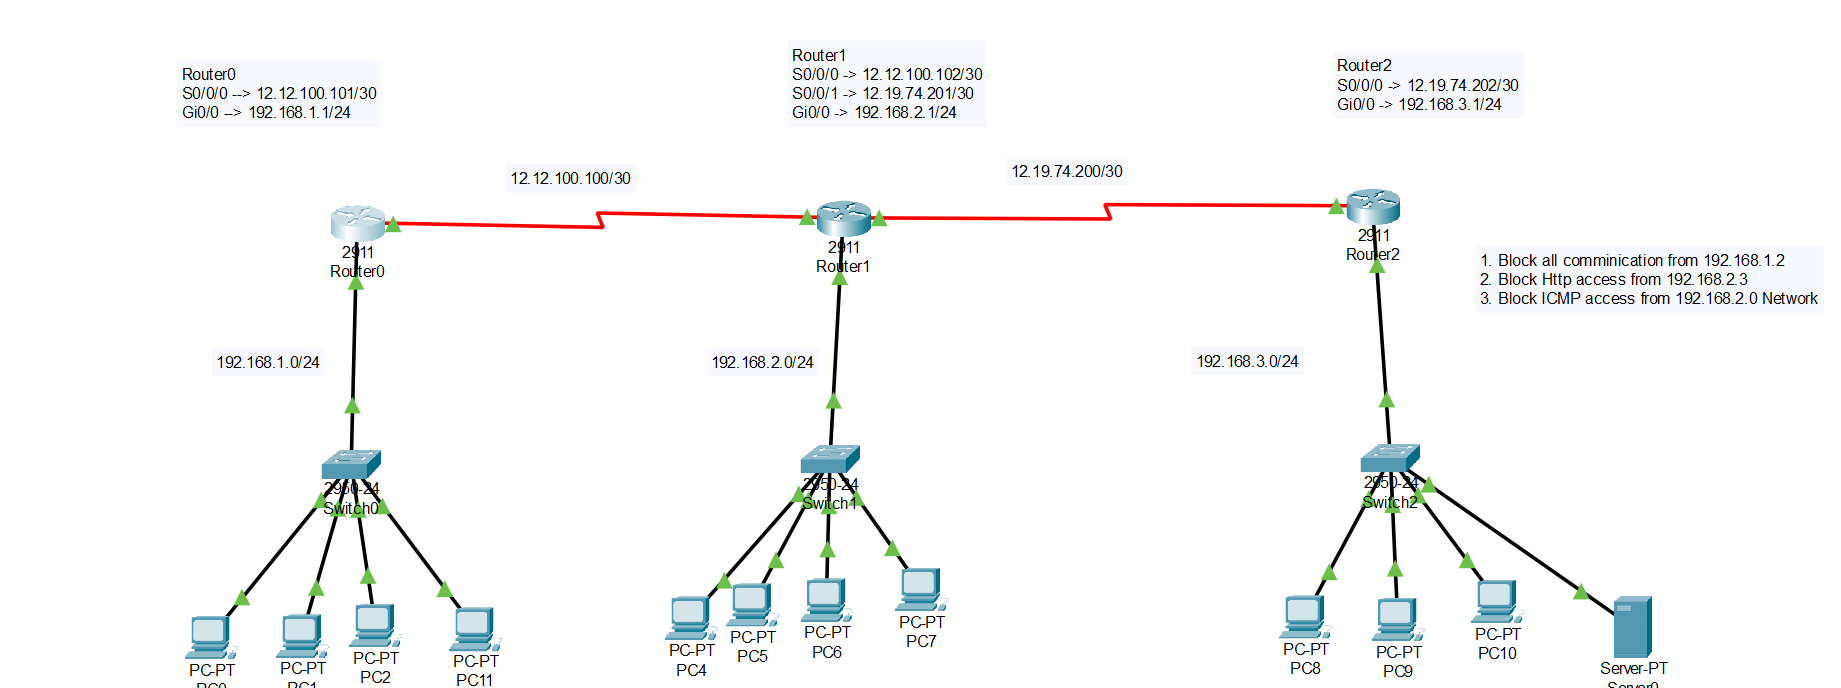 Router0
S0/0/0 --> 12.12.100.101/30
Gi0/0 --> 192.168.1.1/24
Router1
S0/0/0 -> 12.12.100.102/30
S0/0/1 -> 12.19.74.201/30
Gi0/0 -> 192.168.2.1/24
Router2
S0/0/0 -> 12.19.74.202/30
Gi0/0 -> 192.168.3.1/24
12.12.100.100/30
12.19.74.200/30
2911
Router0
2911
Router1
2911
Router2
1. Block all comminication from 192.168.1.2
2. Block Http access from 192.168.2.3
3. Block ICMP access from 192.168.2.0 Network
192.168.1.0/24
192.168.2.0/24
192.168.3.0/24
2950-24
Switch0
2950-24
Switch1
2950-24
Switch2
PC-PT
PC0
PC-PT
PC1
PC-PT
PC2
PC-PT
PC11
PC-PT
PC4
PC-PT
PC5
PC-PT
PC6
PC-PT
PC7
PC-PT
PC8
PC-PT
PC9
PC-PT
PC10
Server-PT
Server0